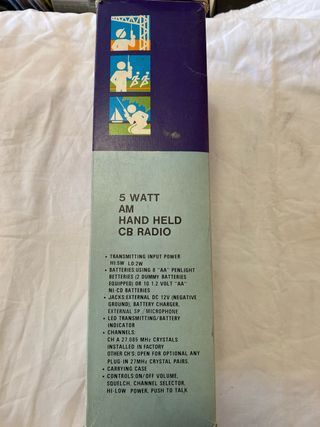 5 WATT
AM
HAND HELD
CB RADIO
• TRANSMITTING INPUT POWER
HI:5W LO:2W
• BATTERIES:USING 8 "AA" PENLIGHT
BETTERIES (2 DUMMY BATTERIES
EQUIPPED) OR 10 1.2 VOLT "AA"
NI-CD BATTERIES
• JACKS:EXTERNAL DC 12V (NEGATIVE
GROUND), BATTERY CHARGER,
EXTERNAL SP / MICROPHONE
• LED TRANSMITTING/BATTERY
INDICATOR
• CHANNELS:
CH A 27.085 MHz CRYSTALS
INSTALLED IN FACTORY
OTHER CH'S: OPEN FOR OPTIONAL ANY
PLUG-IN 27MHz CRYSTAL PAIRS.
• CARRYING CASE
• CONTROLS:ON/OFF VOLUME,
SQUELCH, CHANNEL SELECTOR,
HI-LOW POWER, PUSH TO TALK